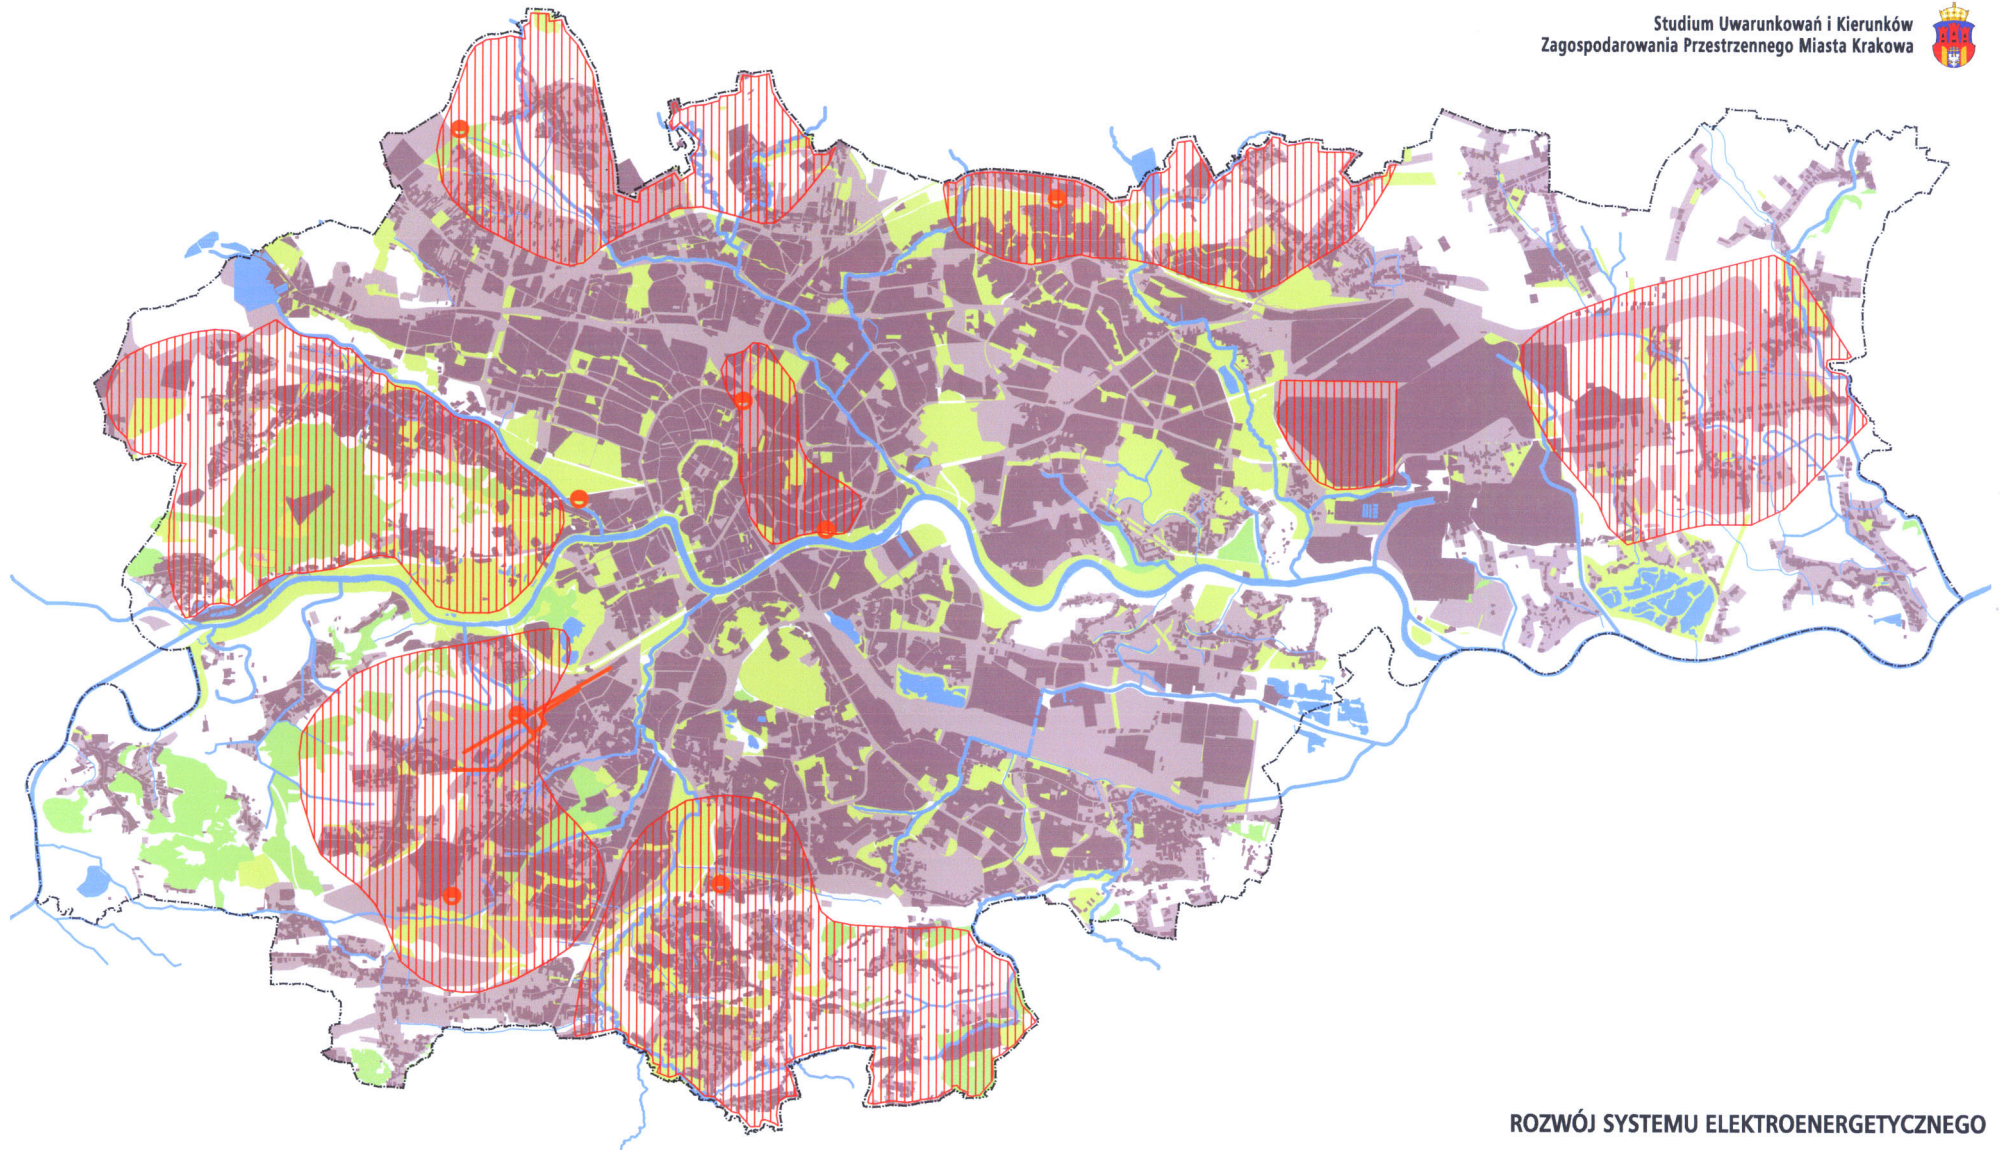 Studium Uwarunkowań i Kierunków
Zagospodarowania Przestrzennego Miasta Krakowa
ROZWÓJ SYSTEMU ELEKTROENERGETYCZNEGO